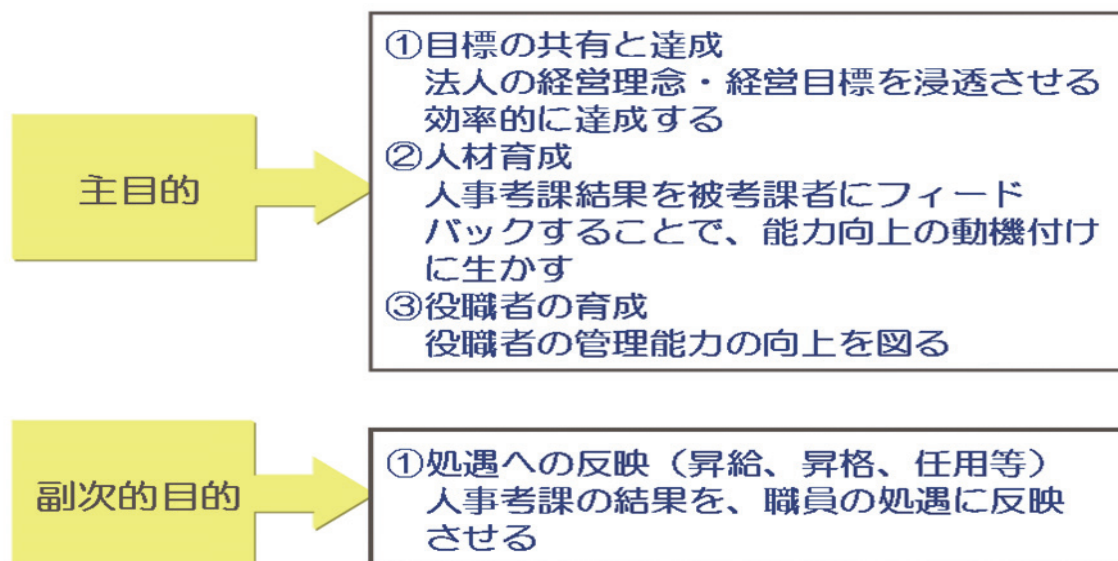 主目的
①目標の共有と達成
法人の経営理念・経営目標を浸透させる
効率的に達成する
②人材育成
人事考課結果を被考課者にフィード
バックすることで、能力向上の動機付け
に生かす
③役職者の育成
役職者の管理能力の向上を図る
副次的目的
①処遇への反映（昇給、昇格、任用等）
人事考課の結果を、職員の処遇に反映
させる